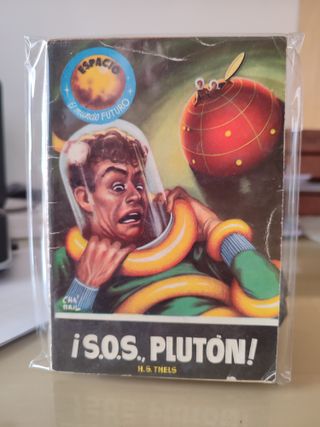 ESPACIO
El mundo FUTURO
¡S.O.S., PLUTÓN!
H. S. THELS